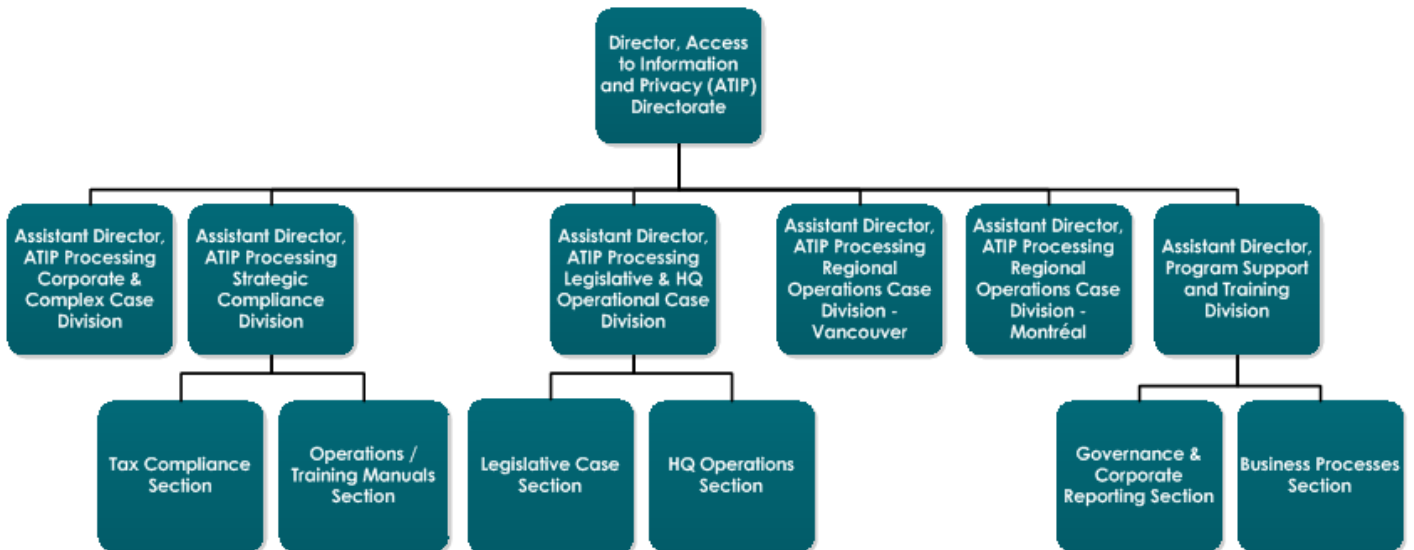 Director, Access
to Information
and Privacy (ATIP)
Directorate
Assistant Director,
ATIP Processing
Corporate &
Complex Case
Division
Assistant Director,
ATIP Processing
Strategic
Compliance
Division
Assistant Director,
ATIP Processing
Legislative & HQ
Operational Case
Division
Assistant Director,
ATIP Processing
Regional
Operations Case
Division -
Vancouver
Assistant Director,
ATIP Processing
Regional
Operations Case
Division -
Montréal
Assistant Director,
Program Support
and Training
Division
Tax Compliance
Section
Operations /
Training Manuals
Section
Legislative Case
Section
HQ Operations
Section
Governance &
Corporate
Reporting Section
Business Processes
Section